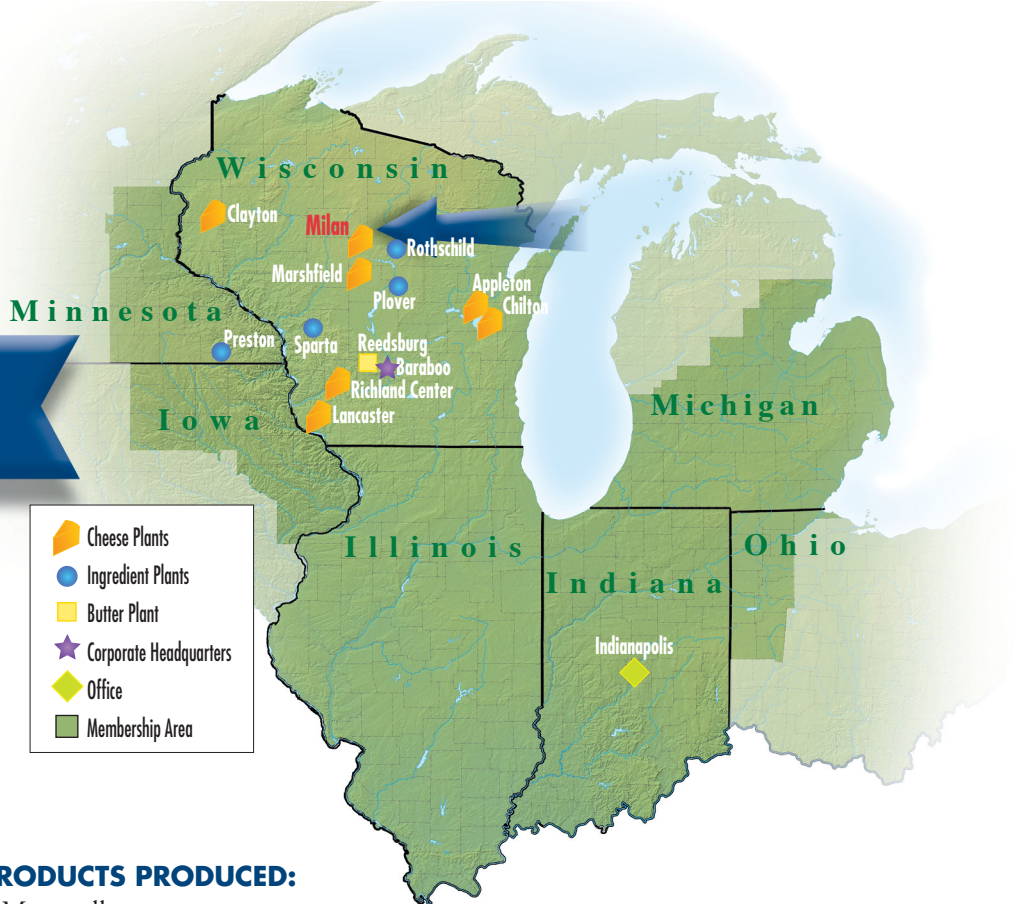 Wisconsin
Clayton
Milan
Rothschild
Marshfield
Appleton
Plover
Chilton
Minnesota
Preston
Sparta
Reedsburg
Baraboo
Richland Center
Iowa
Lancaster
Michigan
Cheese Plants
Ingredient Plants
Butter Plant
Corporate Headquarters
Office
Membership Area
Illinois
Indiana
Ohio
Indianapolis
RODUCTS PRODUCED: